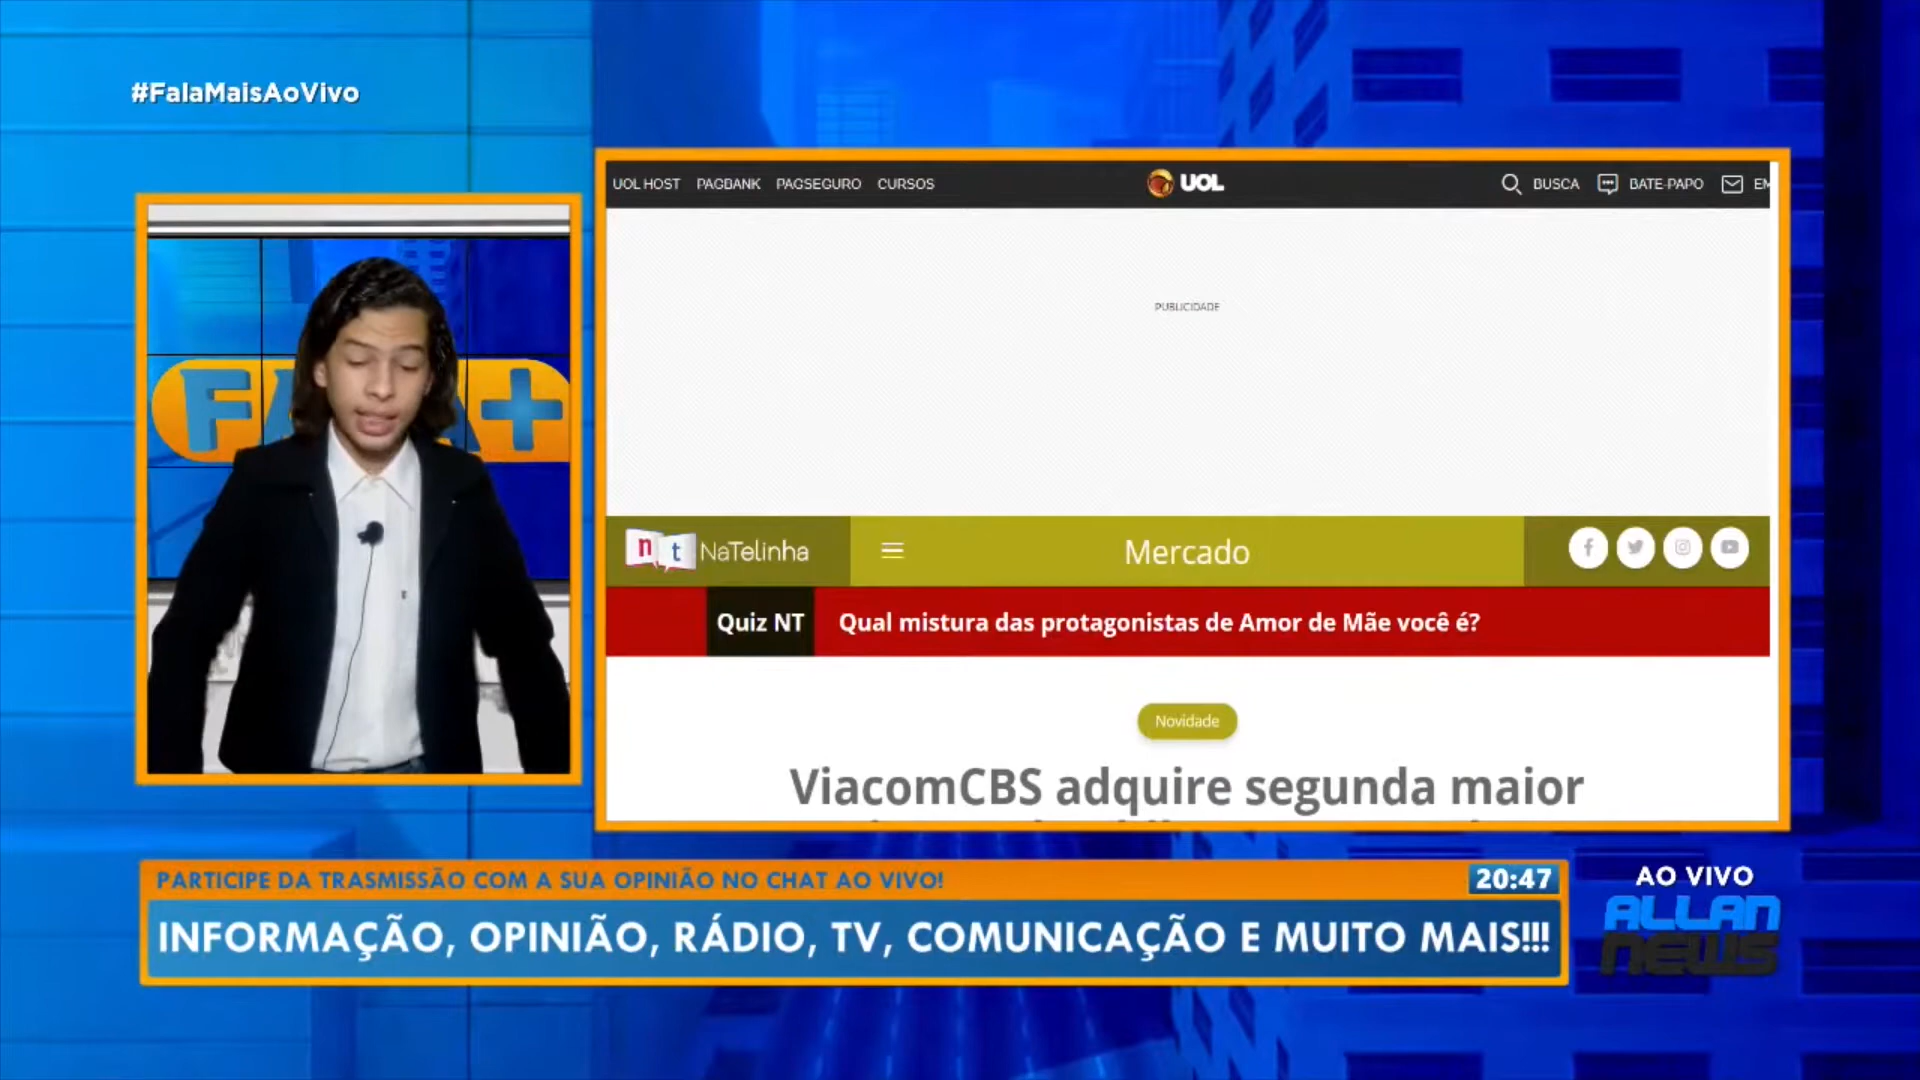 #FalaMaisAoVivo
UOL HOST PAGBANK PAGSEGURO CURSOS UOL BUSCA BATE-PAPO
PUBLICIDADE
nt NaTelinha Mercado
Quiz NT Qual mistura das protagonistas de Amor de Mãe você é?
Novidade
ViacomCBS adquire segunda maior
PARTICIPE DA TRASMISSÃO COM A SUA OPINIÃO NO CHAT AO VIVO! 20:47
INFORMAÇÃO, OPINIÃO, RÁDIO, TV, COMUNICAÇÃO E MUITO MAIS!!!
AO VIVO
ALLAN
NEWS